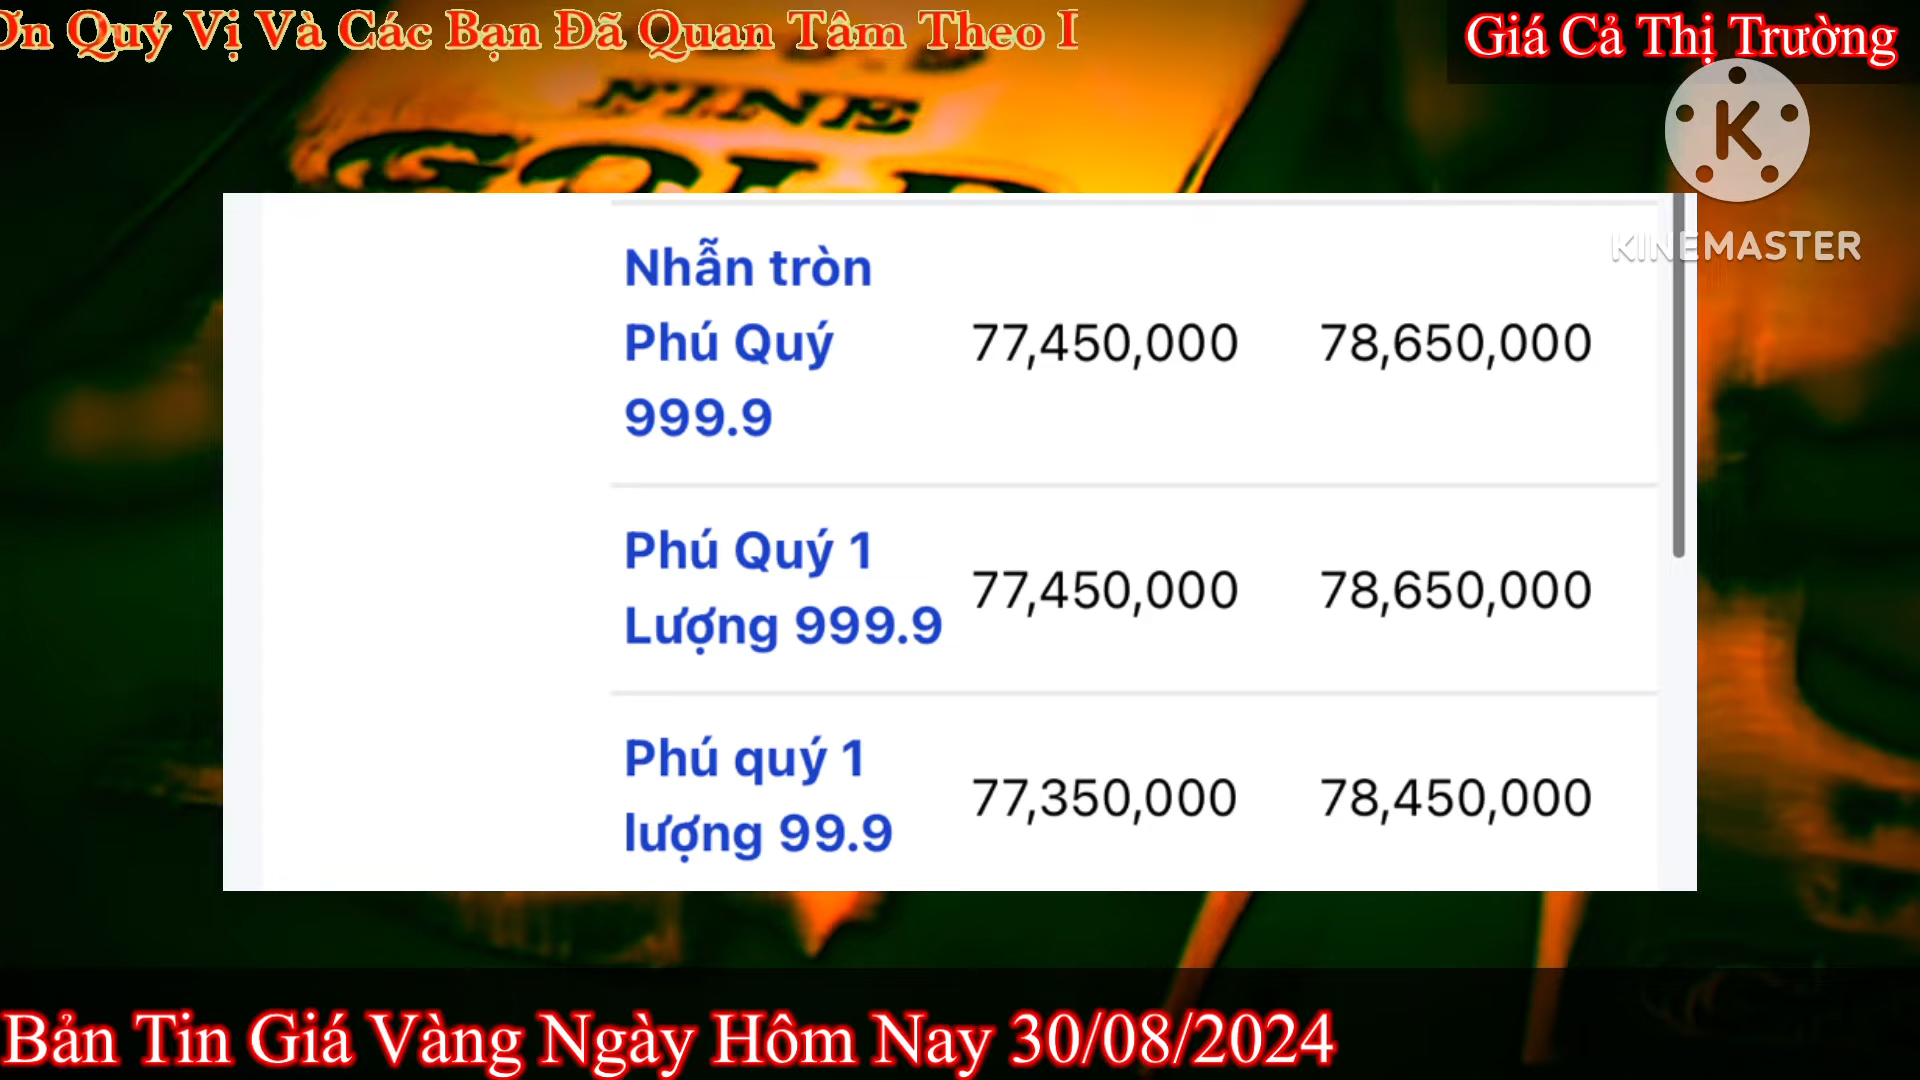 Ơn Quý Vị Và Các Bạn Đã Quan Tâm Theo
Giá Cả Thị Trường
FINE
GOLD
K
KINEMASTER
Nhẫn tròn
Phú Quý
999.9
77,450,000
78,650,000
Phú Quý 1
Lượng 999.9
77,450,000
78,650,000
Phú quý 1
lượng 99.9
77,350,000
78,450,000
Bản Tin Giá Vàng Ngày Hôm Nay 30/08/2024